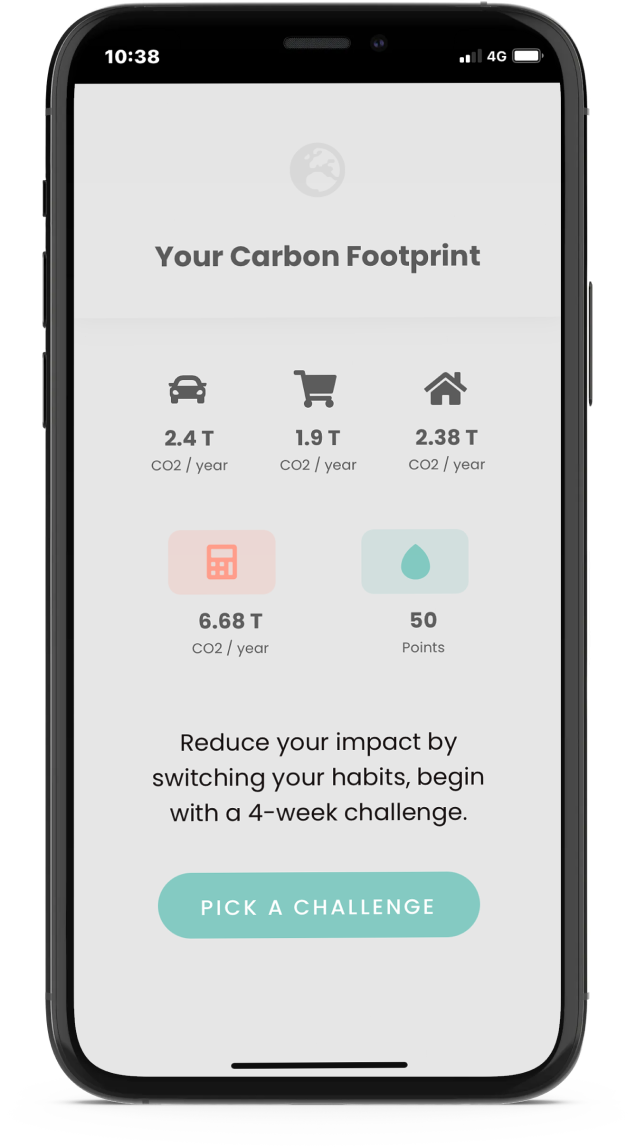 10:38
4G
Your Carbon Footprint
2.4 T
1.9 T
2.38 T
CO2 / year
CO2 / year
CO2 / year
6.68 T
50
CO2 / year
Points
Reduce your impact by
switching your habits, begin
with a 4-week challenge.
PICK A CHALLENGE